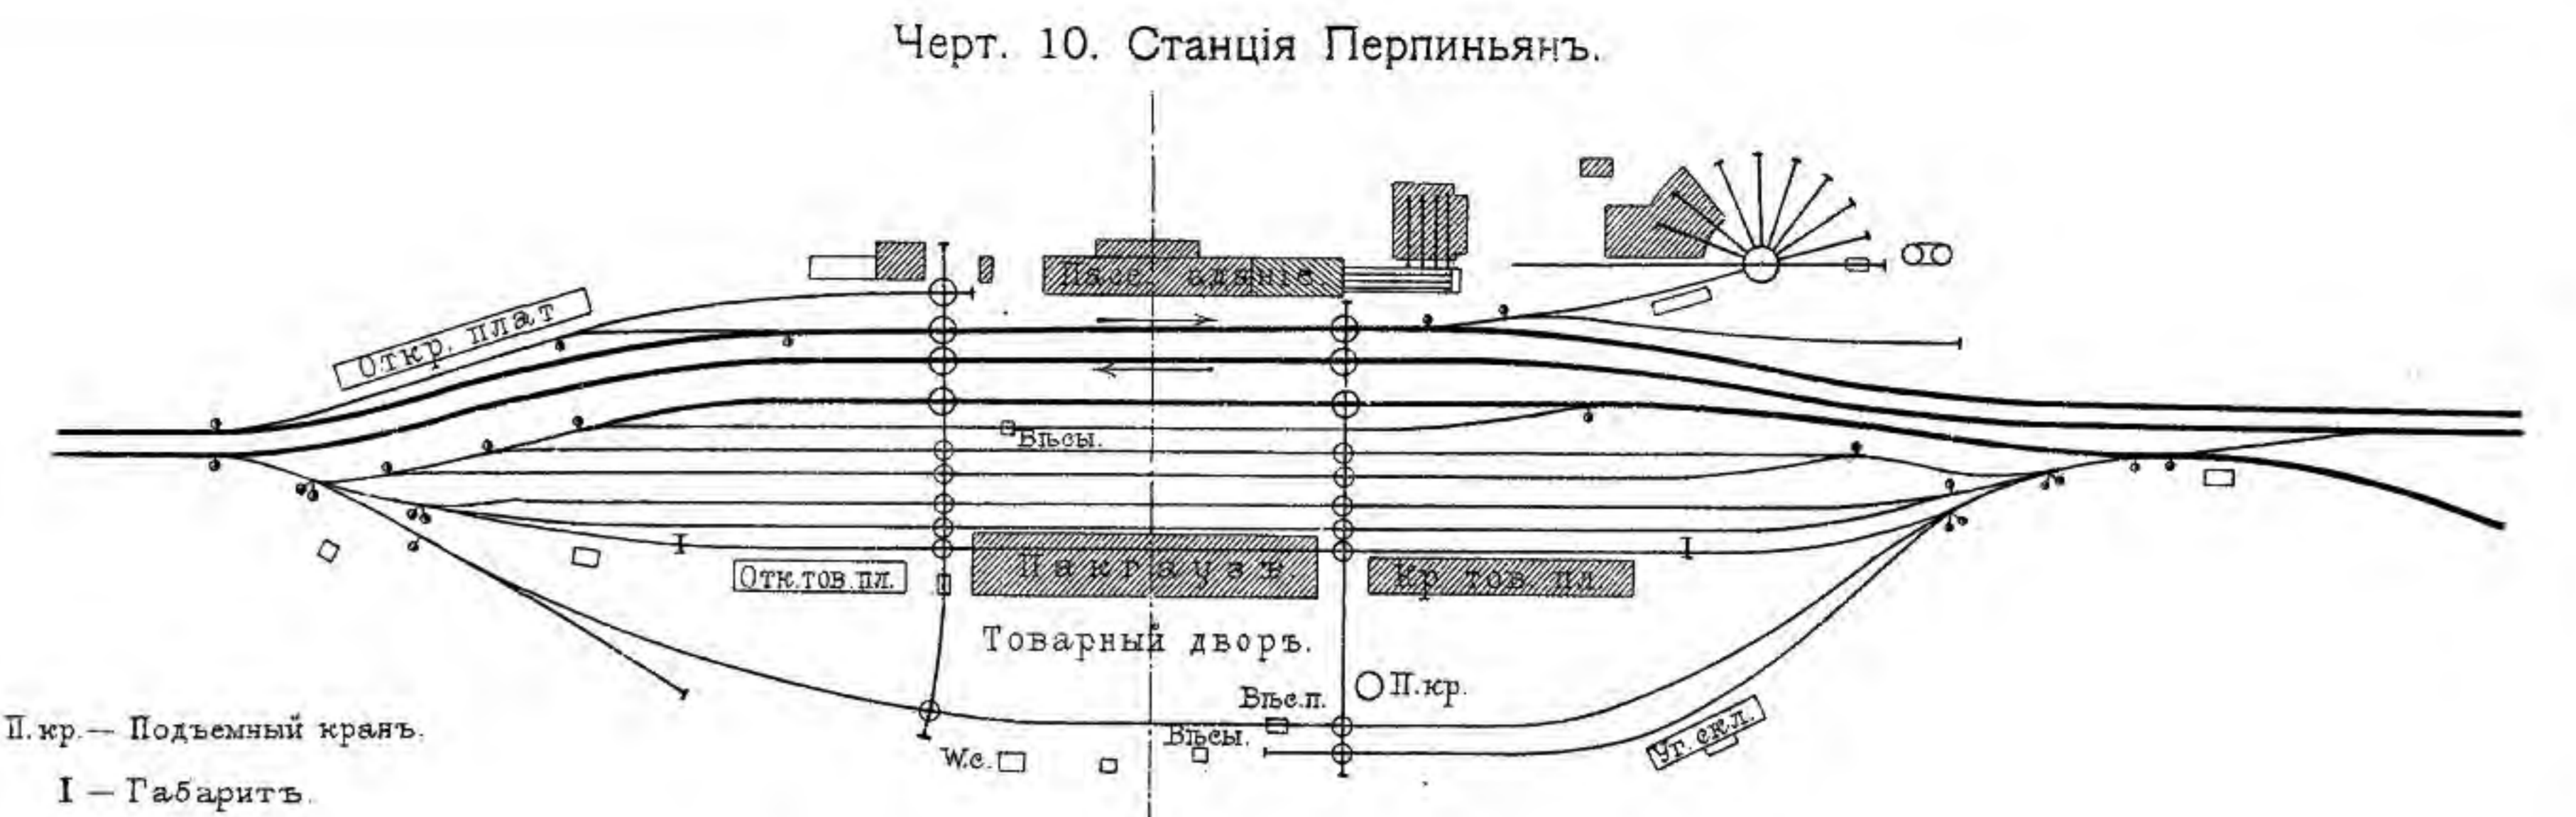 Черт. 10. Станція Перпиньянъ.
Откр. плат
Пасс. зданіе.
Вѣсы.
Отк. тов. пл.
Пакгаузъ.
Кр тов. пл.
Товарный дворъ.
Вѣс.п.
П.кр.
Вѣсы.
W.c.
Уг. скл.
П. кр. — Подъемный кранъ.
I — Габаритъ.